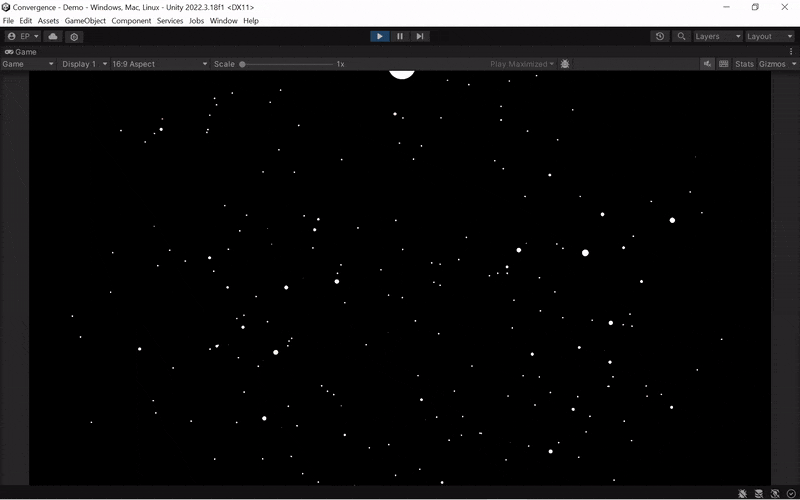 Convergence - Demo - Windows, Mac, Linux - Unity 2022.3.18f1 <DX11>
File Edit Assets GameObject Component Services Jobs Window Help
EP Layers Layout
Game
Game Display 1 16:9 Aspect Scale 1x Play Maximized Stats Gizmos